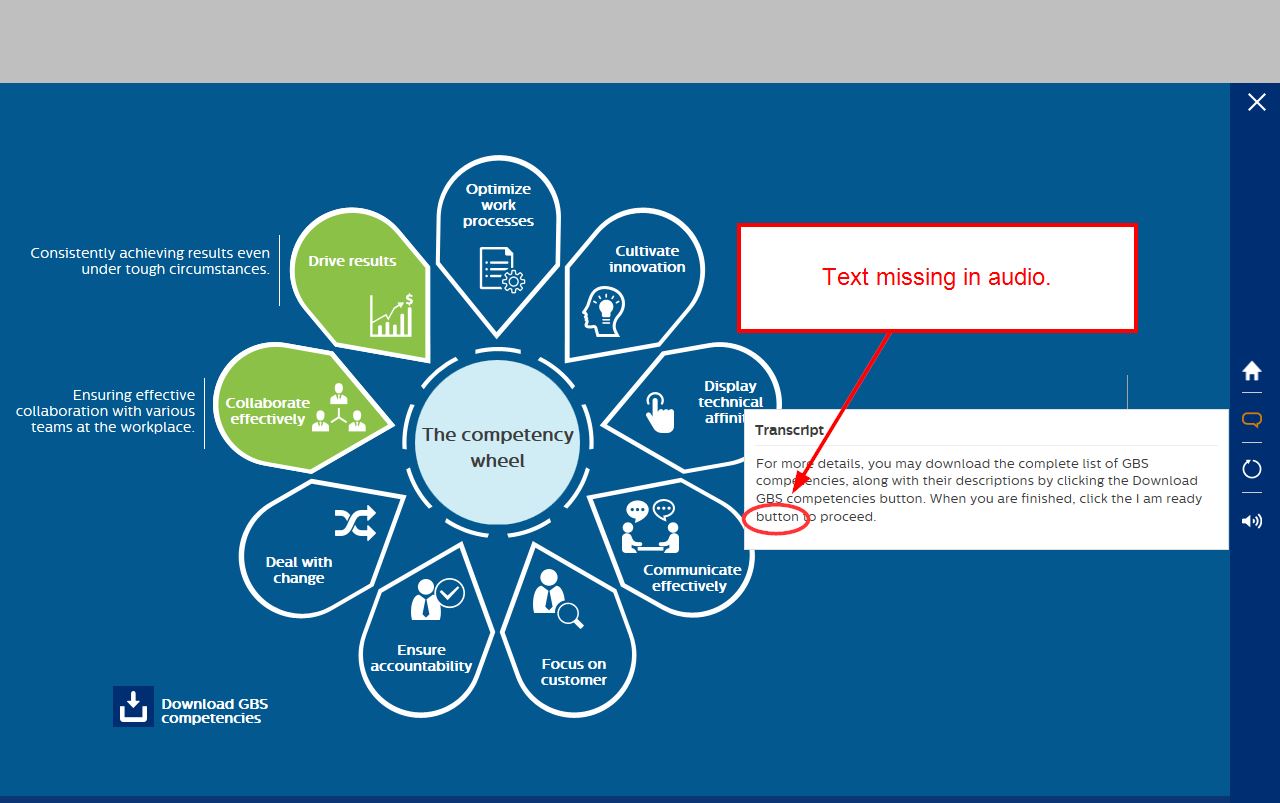 Optimize
work
processes
Consistently achieving results even
under tough circumstances.
Drive results
$
Cultivate
innovation
Text missing in audio.
Ensuring effective
collaboration with various
teams at the workplace.
Collaborate
effectively
The competency
wheel
Display
technical
affinit
Transcript
For more details, you may download the complete list of GBS
competencies, along with their descriptions by clicking the Download
GBS competencies button. When you are finished, click the I am ready
button to proceed.
Deal with
change
Communicate
effectively
Ensure
accountability
Focus on
customer
Download GBS
competencies